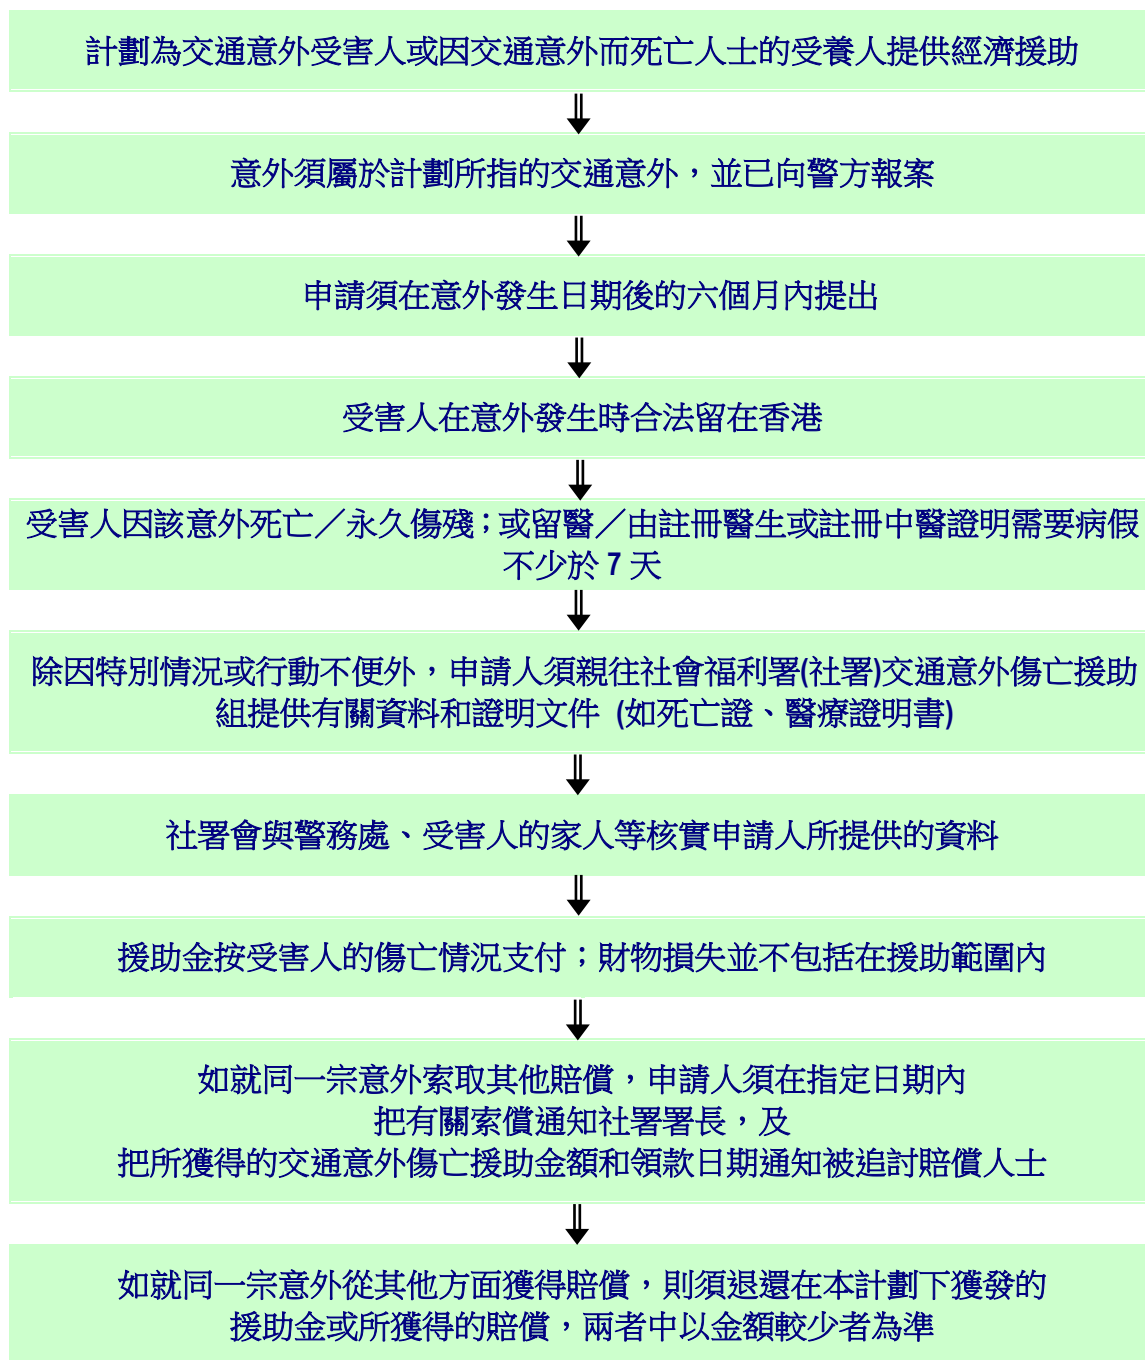 計劃為交通意外受害人或因交通意外而死亡人士的受養人提供經濟援助
意外須屬於計劃所指的交通意外，並已向警方報案
申請須在意外發生日期後的六個月內提出
受害人在意外發生時合法留在香港
受害人因該意外死亡／永久傷殘；或留醫／由註冊醫生或註冊中醫證明需要病假
不少於 7 天
除因特別情況或行動不便外，申請人須親往社會福利署(社署)交通意外傷亡援助
組提供有關資料和證明文件 (如死亡證、醫療證明書)
社署會與警務處、受害人的家人等核實申請人所提供的資料
援助金按受害人的傷亡情況支付；財物損失並不包括在援助範圍內
如就同一宗意外索取其他賠償，申請人須在指定日期內
把有關索償通知社署署長，及
把所獲得的交通意外傷亡援助金額和領款日期通知被追討賠償人士
如就同一宗意外從其他方面獲得賠償，則須退還在本計劃下獲發的
援助金或所獲得的賠償，兩者中以金額較少者為準